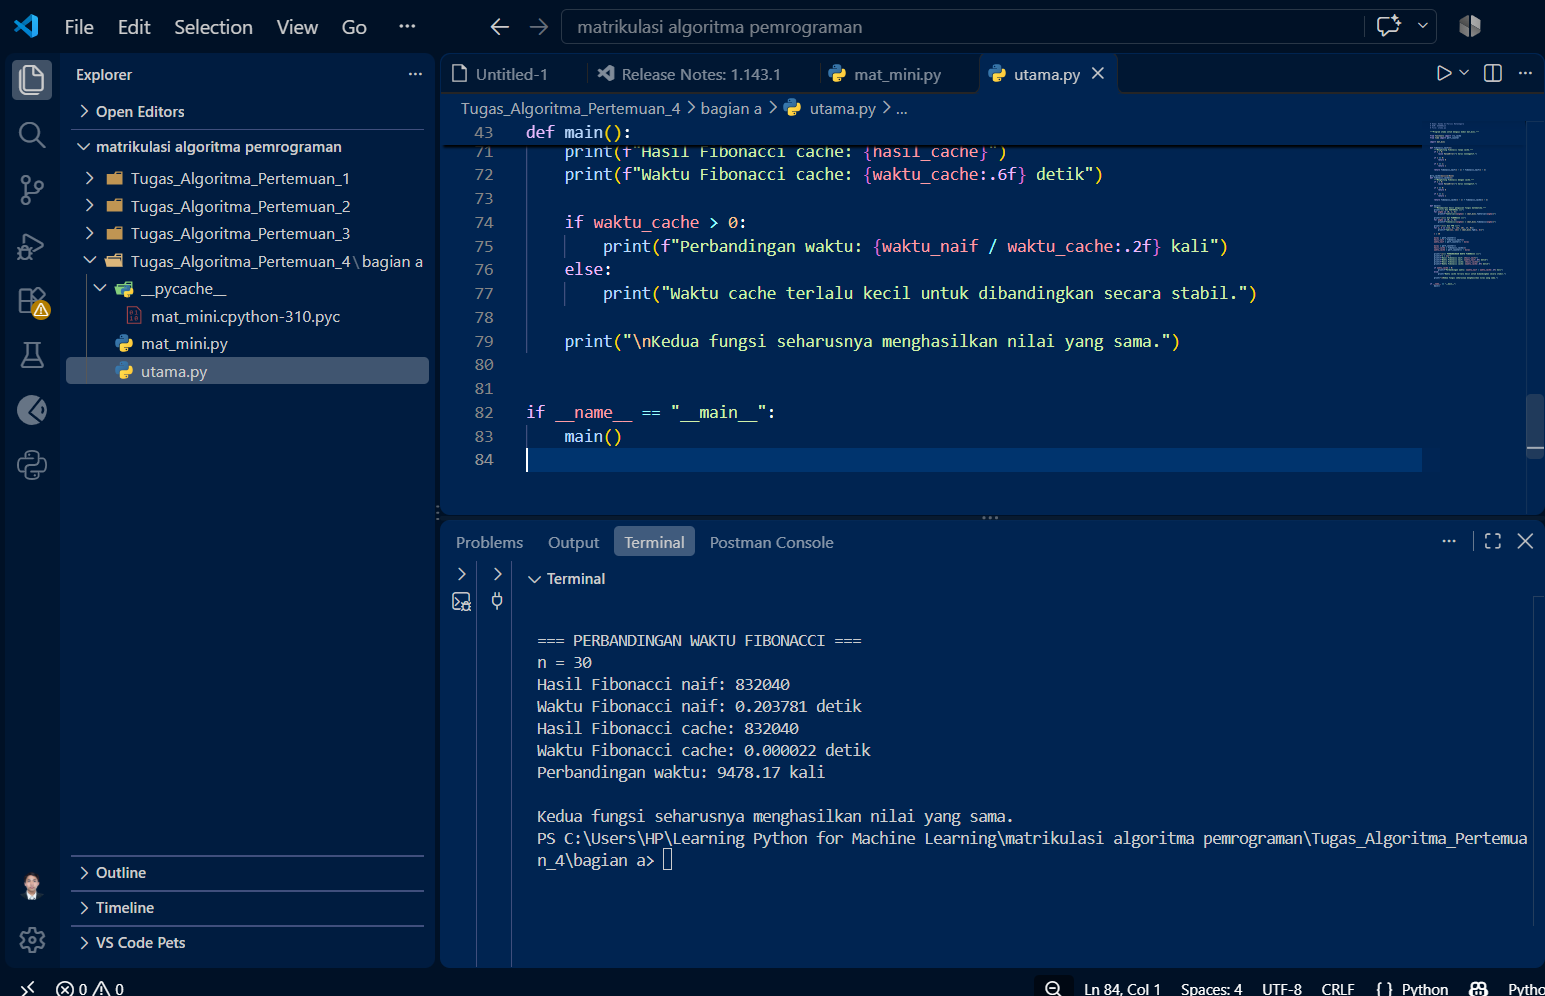 File Edit Selection View Go ···
matrikulasi algoritma pemrograman
Explorer ···
Open Editors
matrikulasi algoritma pemrograman
Tugas_Algoritma_Pertemuan_1
Tugas_Algoritma_Pertemuan_2
Tugas_Algoritma_Pertemuan_3
Tugas_Algoritma_Pertemuan_4\bagian a
__pycache__
mat_mini.cpython-310.pyc
mat_mini.py
utama.py
Outline
Timeline
VS Code Pets
Untitled-1 Release Notes: 1.143.1 mat_mini.py utama.py
Tugas_Algoritma_Pertemuan_4 > bagian a > utama.py > ...
43 def main():
71 print(f"Hasil Fibonacci cache: {hasil_cache}")
72 print(f"Waktu Fibonacci cache: {waktu_cache:.6f} detik")
73
74 if waktu_cache > 0:
75 print(f"Perbandingan waktu: {waktu_naif / waktu_cache:.2f} kali")
76 else:
77 print("Waktu cache terlalu kecil untuk dibandingkan secara stabil.")
78
79 print("\nKedua fungsi seharusnya menghasilkan nilai yang sama.")
80
81
82 if __name__ == "__main__":
83 main()
84
Problems Output Terminal Postman Console
Terminal
=== PERBANDINGAN WAKTU FIBONACCI ===
n = 30
Hasil Fibonacci naif: 832040
Waktu Fibonacci naif: 0.203781 detik
Hasil Fibonacci cache: 832040
Waktu Fibonacci cache: 0.000022 detik
Perbandingan waktu: 9478.17 kali
Kedua fungsi seharusnya menghasilkan nilai yang sama.
PS C:\Users\HP\Learning Python for Machine Learning\matrikulasi algoritma pemrograman\Tugas_Algoritma_Pertemua
n_4\bagian a>
0 0 Ln 84, Col 1 Spaces: 4 UTF-8 CRLF { } Python Pytho